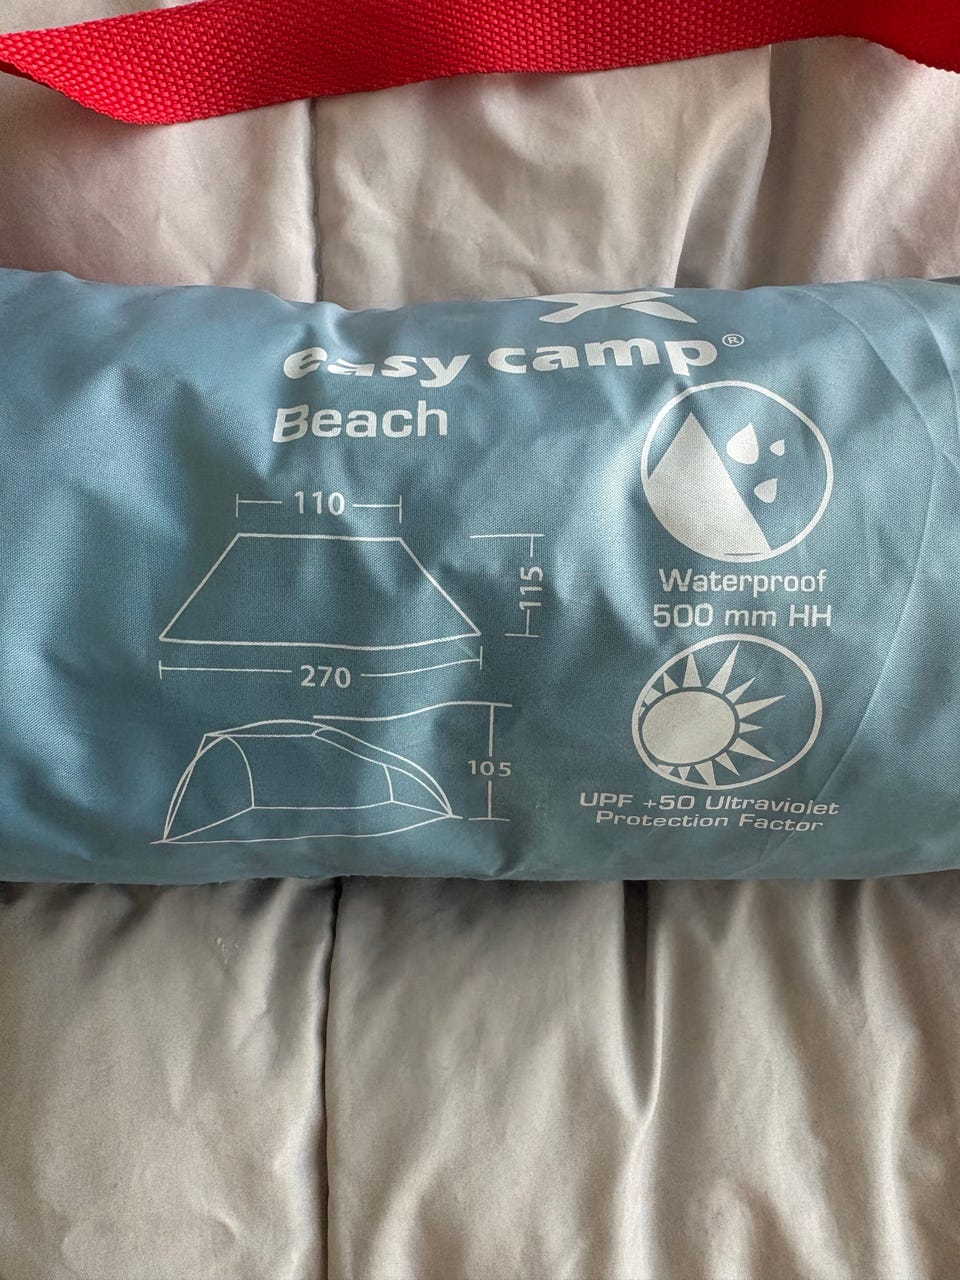 easy camp®
Beach
110
115
270
105
Waterproof
500 mm HH
UPF +50 Ultraviolet
Protection Factor